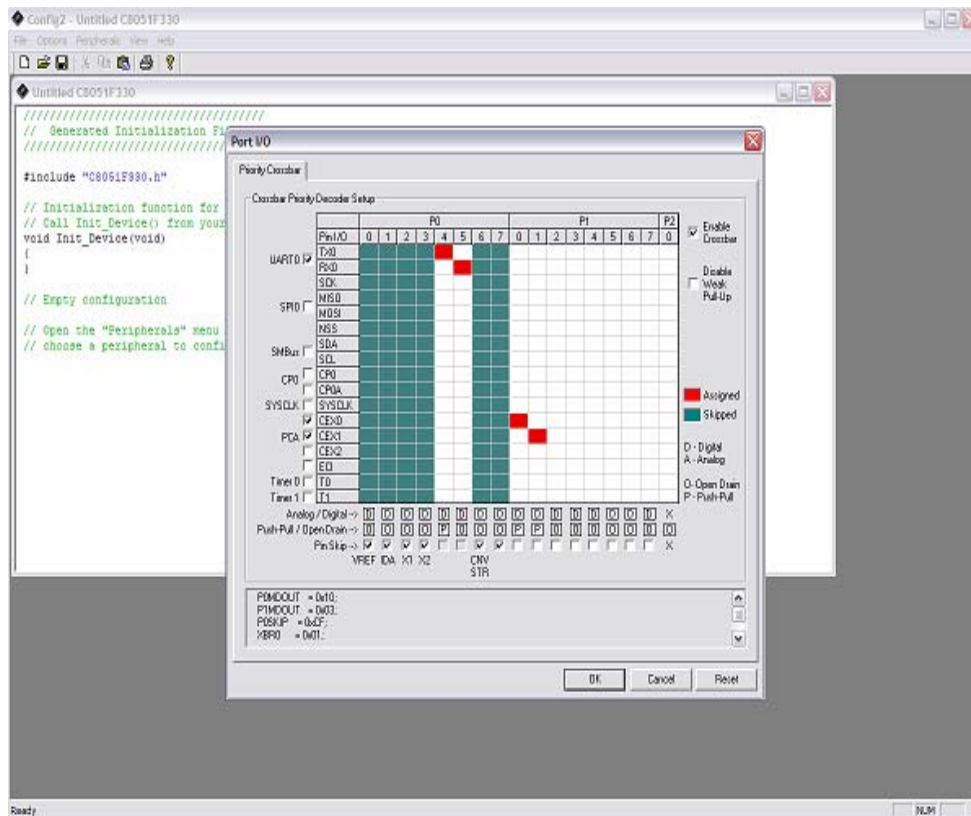 Config2 - Untitled C8051F330
File Options Peripherals View Help
Untitled C8051F330
/////////////////////////////////////
// Generated Initialization Fi
///////////////////////////////
#include "C8051F330.h"
// Initialization function for
// Call Init_Device() from your
void Init_Device(void)
{
}
// Empty configuration
// Open the "Peripherals" menu
// choose a peripheral to confi
Port I/O
Priority Crossbar
Crossbar Priority Decoder Setup
P0 P1 P2
Pin I/O 0 1 2 3 4 5 6 7 0 1 2 3 4 5 6 7 0
UART0 TX0
RX0
SCK
SPI0 MISO
MOSI
NSS
SMBus SDA
SCL
CP0 CP0
CP0A
SYSCLK SYSCLK
CEX0
PCA CEX1
CEX2
ECI
Timer 0 T0
Timer 1 T1
Enable Crossbar
Disable Weak Pull-Up
Assigned
Skipped
D - Digital
A - Analog
O- Open Drain
P - Push-Pull
Analog / Digital ->
Push-Pull / Open Drain ->
Pin Skip ->
VREF IDA X1 X2 CNV STR
P0MDOUT = 0x10;
P1MDOUT = 0x03;
P0SKIP = 0xCF;
XBR0 = 0x01;
OK Cancel Reset
Ready NUM